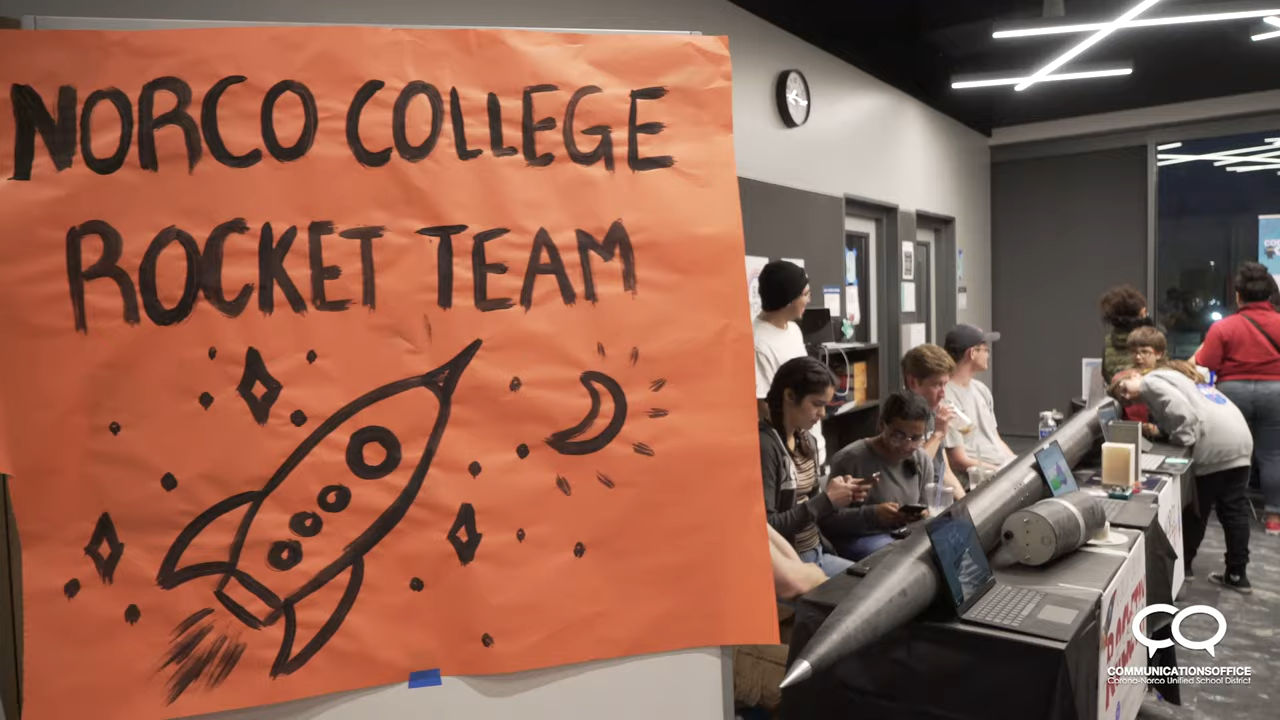 NORCO COLLEGE
ROCKET TEAM
COMMUNICATIONSOFFICE
Corona-Norco Unified School District